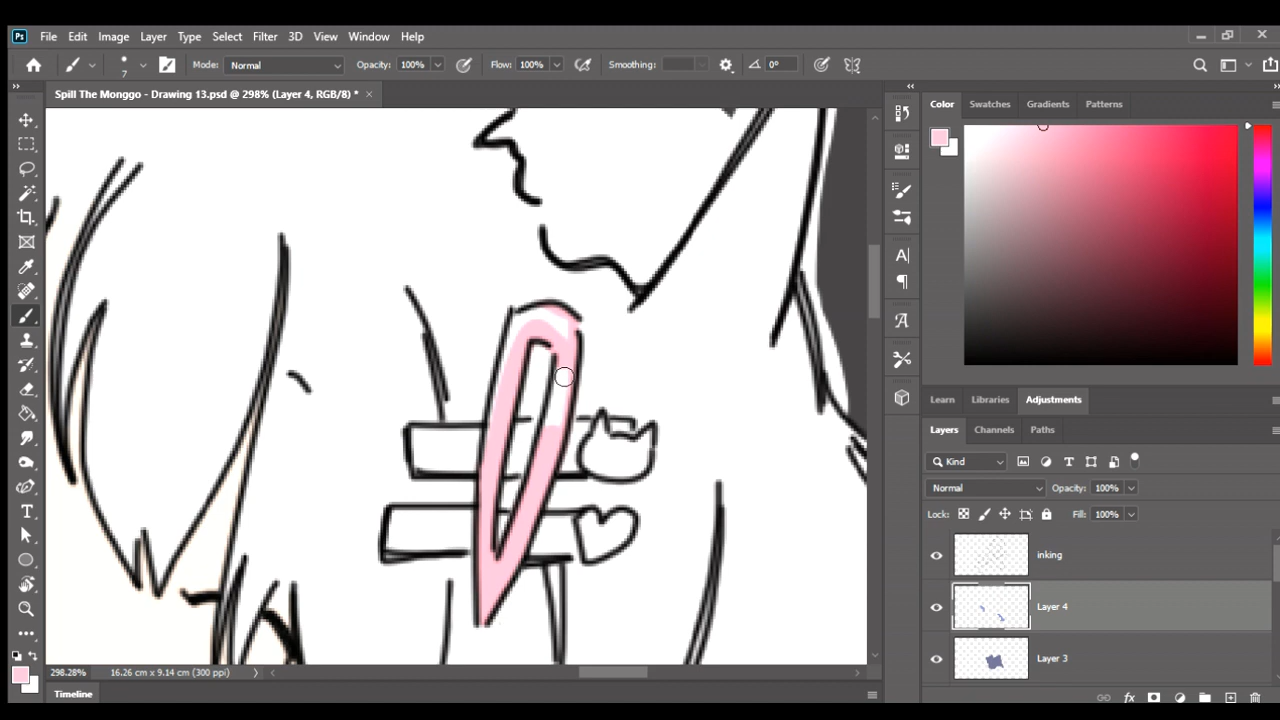 Ps File Edit Image Layer Type Select Filter 3D View Window Help
7 Mode: Normal Opacity: 100% Flow: 100% Smoothing: 0°
Spill The Monggo - Drawing 13.psd @ 298% (Layer 4, RGB/8) * ×
Color Swatches Gradients Patterns
Learn Libraries Adjustments
Layers Channels Paths
Kind
Normal Opacity: 100%
Lock: Fill: 100%
inking
Layer 4
Layer 3
298.28% 16.26 cm x 9.14 cm (300 ppi)
Timeline